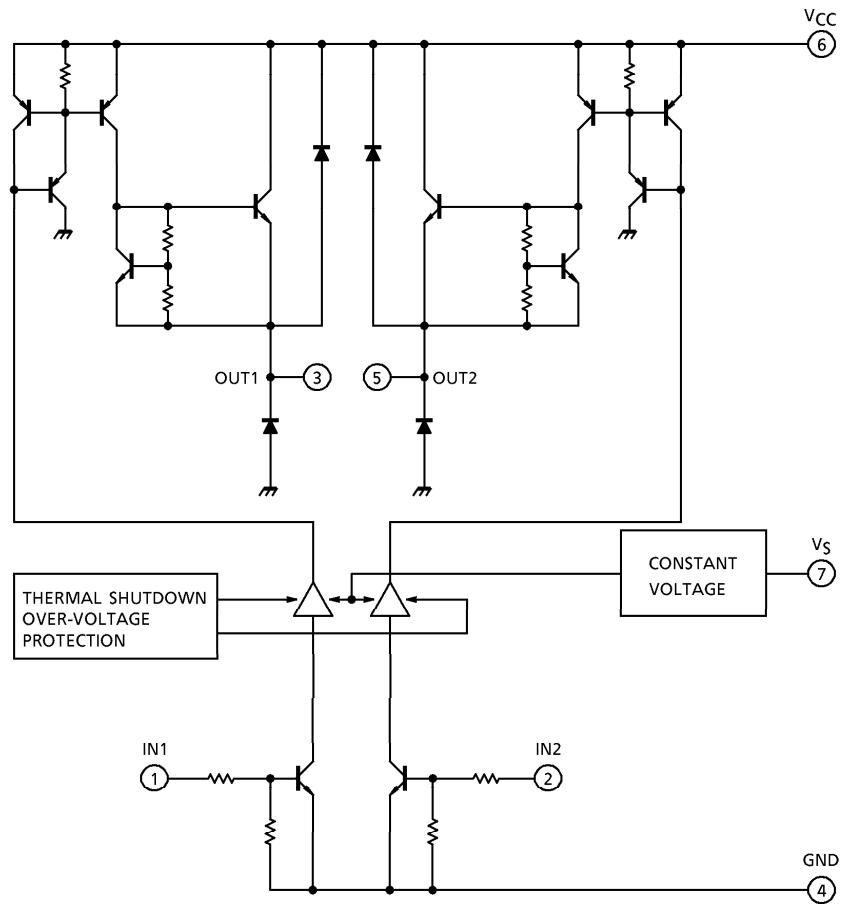 VCC
6
OUT1
3
5
OUT2
THERMAL SHUTDOWN
OVER-VOLTAGE
PROTECTION
CONSTANT
VOLTAGE
VS
7
IN1
1
IN2
2
GND
4